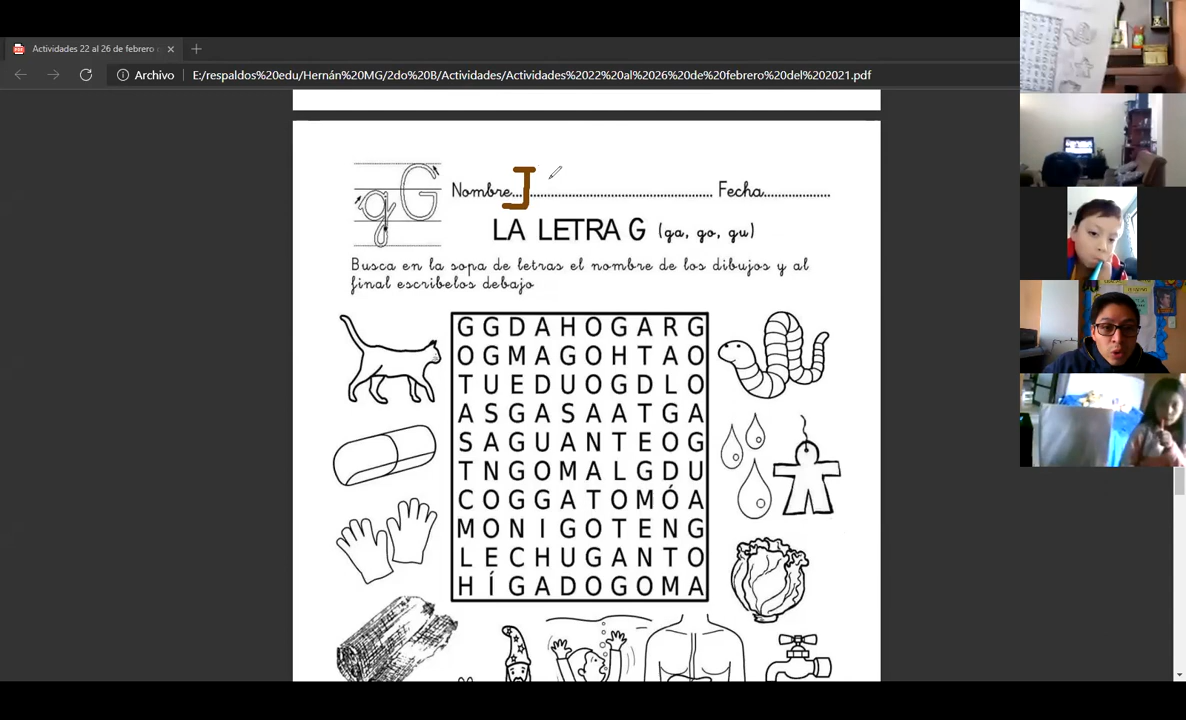 Actividades 22 al 26 de febrero
Archivo
E:/respaldos%20edu/Hernán%20MG/2do%20B/Actividades/Actividades%2022%20al%2026%20de%20febrero%20del%202021.pdf
gG
Nombre J Fecha
LA LETRA G (ga, go, gu)
Busca en la sopa de letras el nombre de los dibujos y al
final escribelos debajo
G G D A H O G A R G
O G M A G O H T A O
T U E D U O G D L O
A S G A S A A T G A
S A G U A N T E O G
T N G O M A L G D U
C O G G A T O M Ó A
M O N I G O T E N G
L E C H U G A N T O
H Í G A D O G O M A